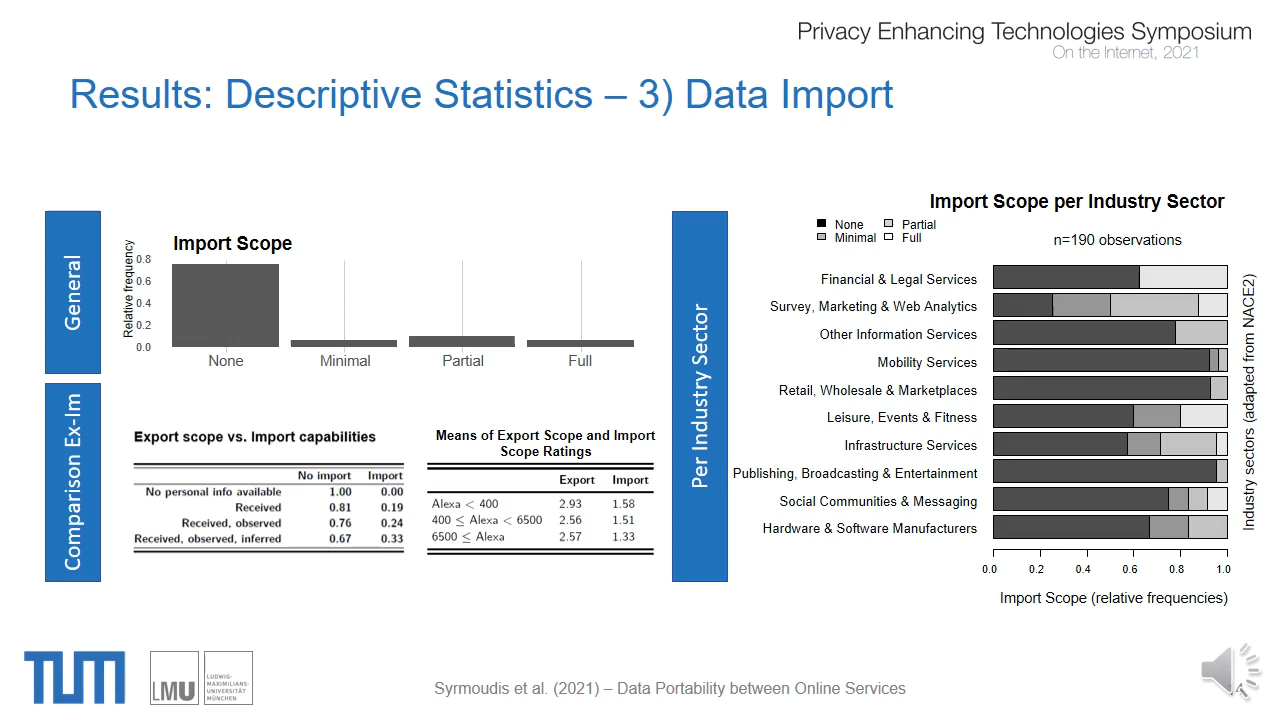 Privacy Enhancing Technologies Symposium
On the Internet, 2021
Results: Descriptive Statistics – 3) Data Import
General
Import Scope
Relative frequency
0.8
0.6
0.4
0.2
0.0
None Minimal Partial Full
Comparison Ex-Im
Export scope vs. Import capabilities
No import Import
No personal info available 1.00 0.00
Received 0.81 0.19
Received, observed 0.76 0.24
Received, observed, inferred 0.67 0.33
Means of Export Scope and Import
Scope Ratings
Export Import
Alexa < 400 2.93 1.58
400 ≤ Alexa < 6500 2.56 1.51
6500 ≤ Alexa 2.57 1.33
Per Industry Sector
Import Scope per Industry Sector
None Partial
Minimal Full
n=190 observations
Financial & Legal Services
Survey, Marketing & Web Analytics
Other Information Services
Mobility Services
Retail, Wholesale & Marketplaces
Leisure, Events & Fitness
Infrastructure Services
Publishing, Broadcasting & Entertainment
Social Communities & Messaging
Hardware & Software Manufacturers
0.0 0.2 0.4 0.6 0.8 1.0
Import Scope (relative frequencies)
Industry sectors (adapted from NACE2)
TUM
LMU
LUDWIG-
MAXIMILIANS-
UNIVERSITÄT
MÜNCHEN
Syrmoudis et al. (2021) – Data Portability between Online Services